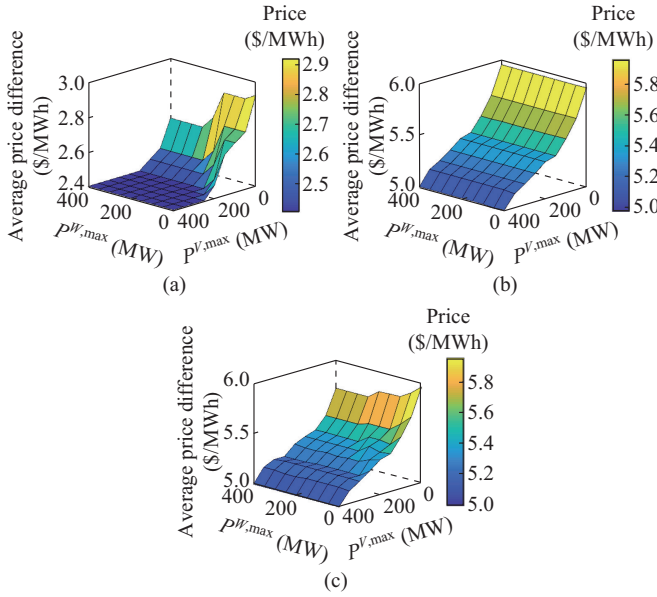 Price
($/MWh)
Average price difference
($/MWh)
3.0
2.8
2.6
2.4
400
200
0
P^{W,max} (MW)
400
200
0
P^{V,max} (MW)
2.9
2.8
2.7
2.6
2.5
(a)
Price
($/MWh)
Average price difference
($/MWh)
6.0
5.5
5.0
400
200
0
P^{W,max} (MW)
400
200
0
P^{V,max} (MW)
5.8
5.6
5.4
5.2
5.0
(b)
Price
($/MWh)
Average price difference
($/MWh)
6.0
5.5
5.0
400
200
0
P^{W,max} (MW)
400
200
0
P^{V,max} (MW)
5.8
5.6
5.4
5.2
5.0
(c)